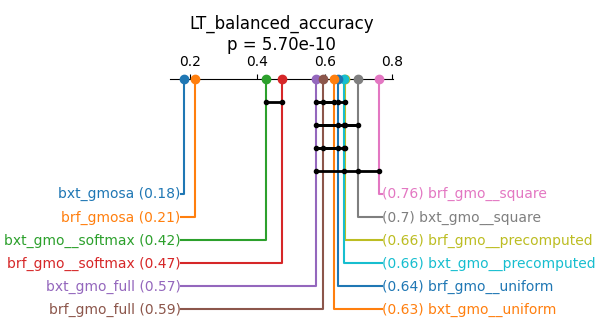 LT_balanced_accuracy
p = 5.70e-10
0.2 0.4 0.6 0.8
bxt_gmosa (0.18) (0.76) brf_gmo__square
brf_gmosa (0.21) (0.7) bxt_gmo__square
bxt_gmo__softmax (0.42) (0.66) brf_gmo__precomputed
brf_gmo__softmax (0.47) (0.66) bxt_gmo__precomputed
bxt_gmo_full (0.57) (0.64) brf_gmo__uniform
brf_gmo_full (0.59) (0.63) bxt_gmo__uniform